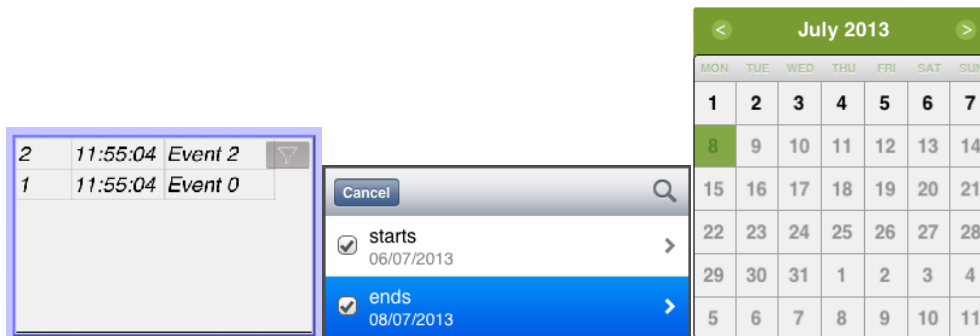 2 11:55:04 Event 2
1 11:55:04 Event 0
Cancel
starts
06/07/2013
ends
08/07/2013
< July 2013 >
MON TUE WED THU FRI SAT SUN
1 2 3 4 5 6 7
8 9 10 11 12 13 14
15 16 17 18 19 20 21
22 23 24 25 26 27 28
29 30 31 1 2 3 4
5 6 7 8 9 10 11